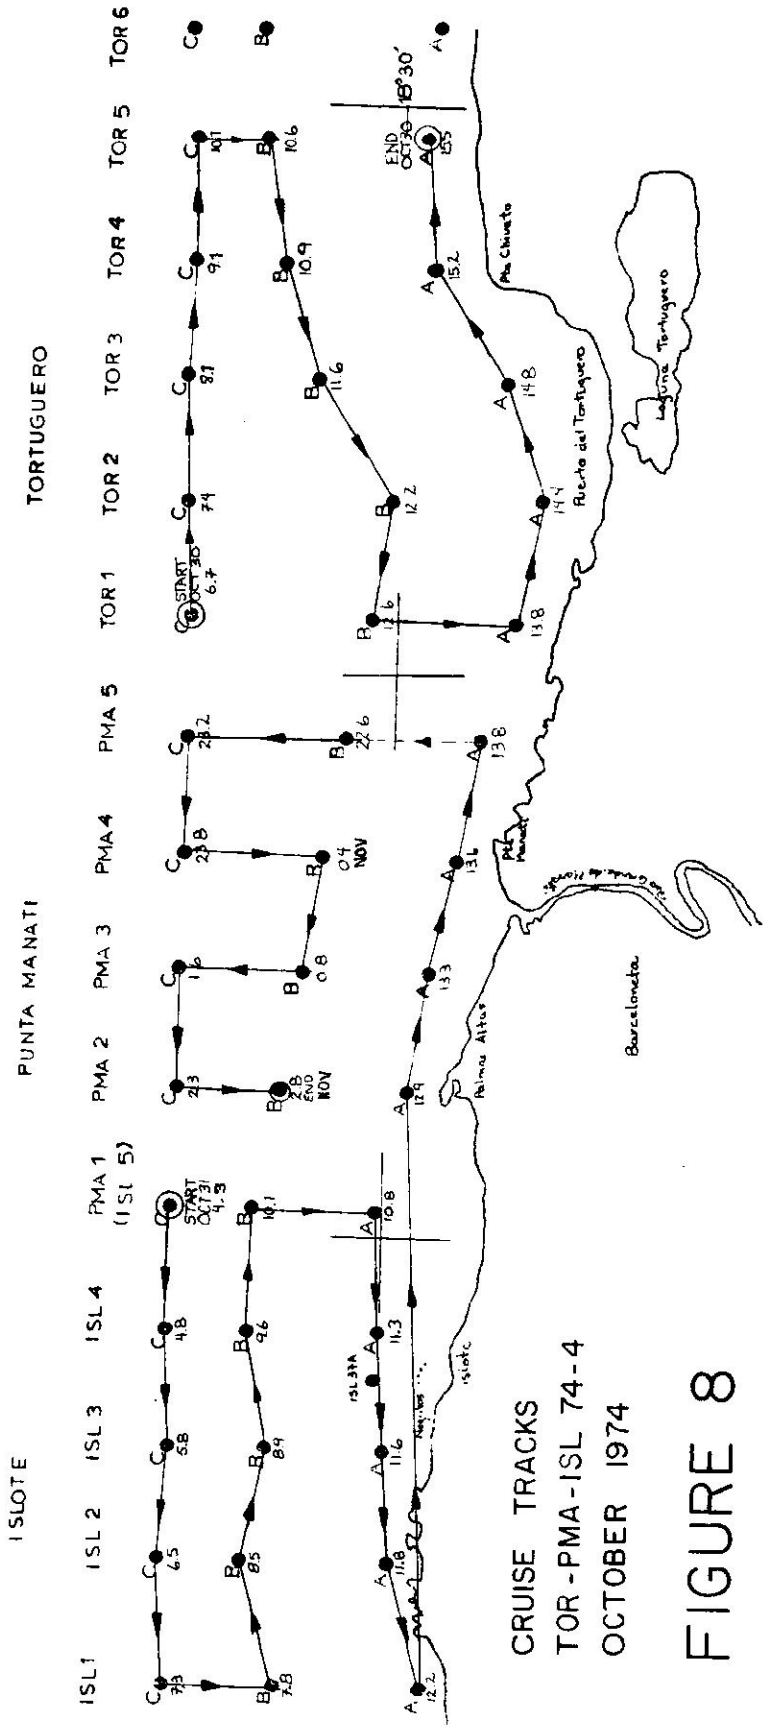 ISLOTE
PUNTA MANATI
TORTUGUERO
ISL 1
ISL 2
ISL 3
ISL 4
PMA 1
(ISL 5)
PMA 2
PMA 3
PMA 4
PMA 5
TOR 1
TOR 2
TOR 3
TOR 4
TOR 5
TOR 6
C
7.3
C
6.5
C
5.8
C
4.8
START
OCT 31
4.3
C
2.3
C
1.6
C
23.8
C
23.2
START
OCT 30
6.7
C
7.4
C
8.1
C
9.1
C
10.1
C
B
7.8
B
8.5
B
8.9
B
9.6
B
10.1
B
2.8
END
NOV
B
0.8
B
0.4
NOV
B
22.6
B
12.6
B
12.2
B
11.6
B
10.9
B
10.6
B
A
12.2
A
11.8
A
11.6
ISL 37A
A
11.3
A
10.8
A
12.9
A
13.3
A
13.6
A
13.8
A
13.8
A
14.4
A
14.8
A
15.2
END
OCT 30
A
15.5
A
18°30'
Islote
Palmas Altas
Barceloneta
Pta
Manati
Rio Grande de Manati
Puerto del Tortuguero
Pta Chivato
Laguna Tortuguero
CRUISE TRACKS
TOR-PMA-ISL 74-4
OCTOBER 1974
FIGURE 8